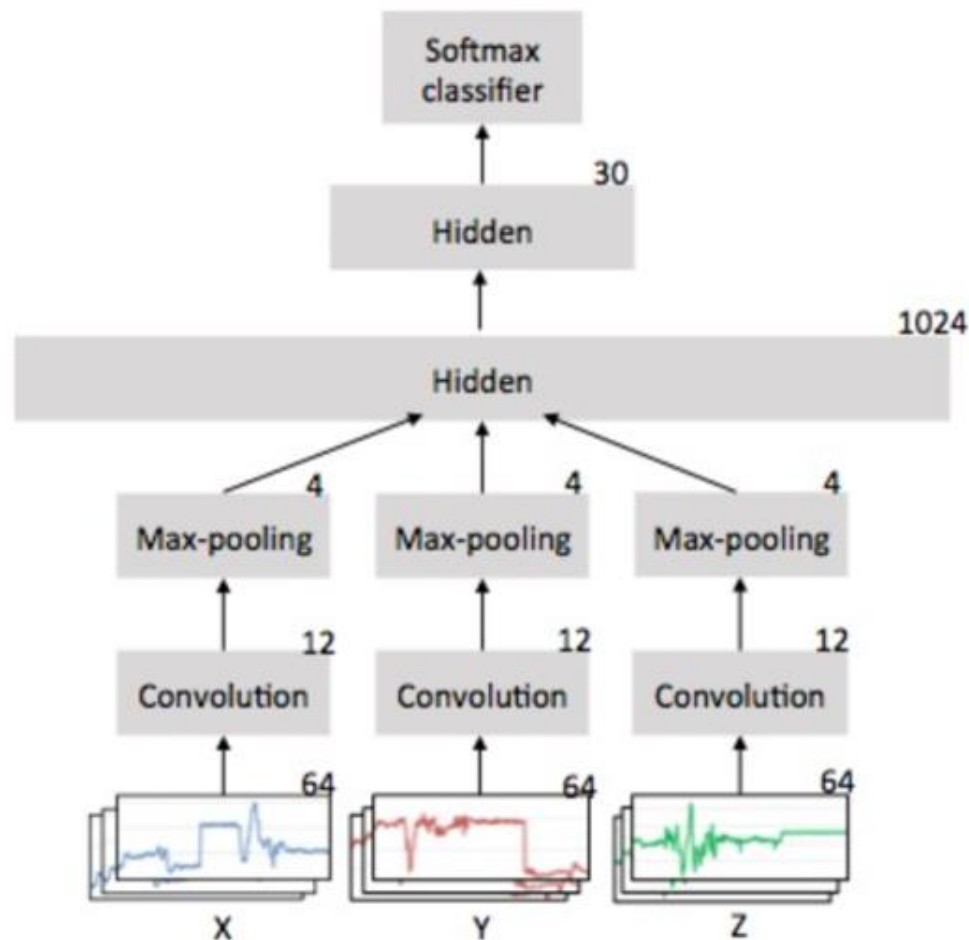 Softmax
classifier
30
Hidden
1024
Hidden
4 4 4
Max-pooling Max-pooling Max-pooling
12 12 12
Convolution Convolution Convolution
64 64 64
X Y Z